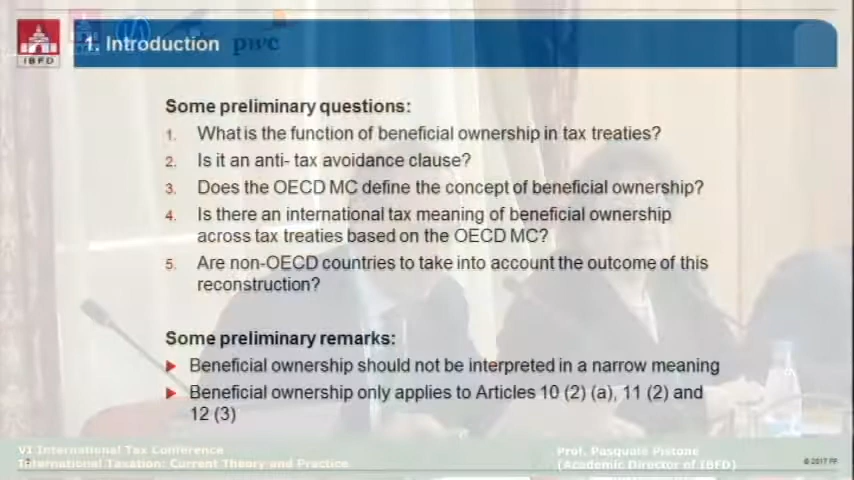 IBFD
1. Introduction
pwc
Some preliminary questions:
1. What is the function of beneficial ownership in tax treaties?
2. Is it an anti- tax avoidance clause?
3. Does the OECD MC define the concept of beneficial ownership?
4. Is there an international tax meaning of beneficial ownership
across tax treaties based on the OECD MC?
5. Are non-OECD countries to take into account the outcome of this
reconstruction?
Some preliminary remarks:
Beneficial ownership should not be interpreted in a narrow meaning
Beneficial ownership only applies to Articles 10 (2) (a), 11 (2) and
12 (3)
VI International Tax Conference
International Taxation: Current Theory and Practice
Prof. Pasquale Pistone
(Academic Director of IBFD)
© 2017 PP